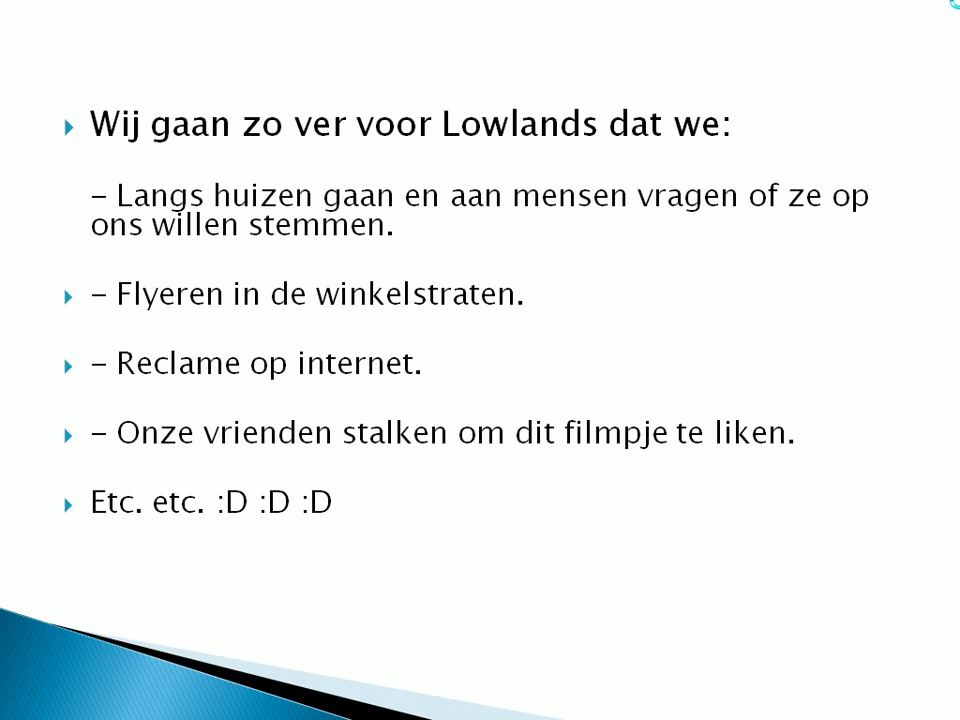 Wij gaan zo ver voor Lowlands dat we:
- Langs huizen gaan en aan mensen vragen of ze op
ons willen stemmen.
- Flyeren in de winkelstraten.
- Reclame op internet.
- Onze vrienden stalken om dit filmpje te liken.
Etc. etc. :D :D :D